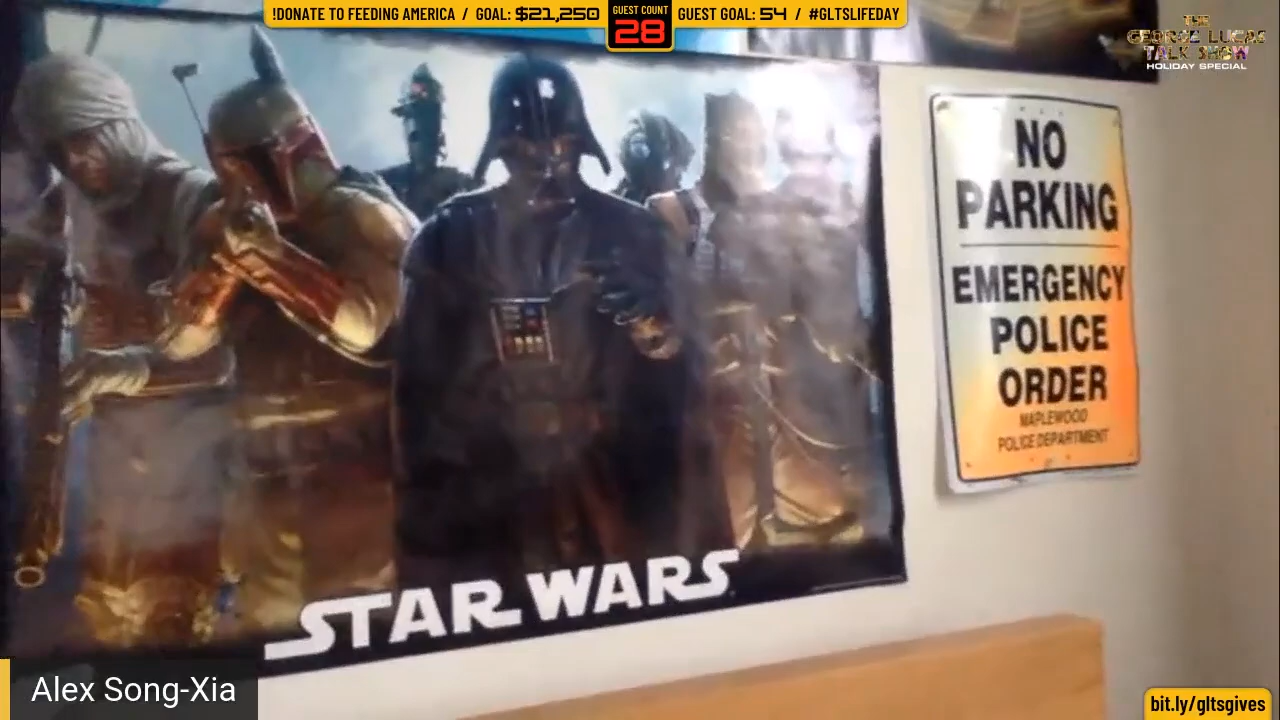 !DONATE TO FEEDING AMERICA / GOAL: $21,250
GUEST COUNT
28
GUEST GOAL: 54 / #GLTSLIFEDAY
THE
GEORGE LUCAS
TALK SHOW
HOLIDAY SPECIAL
NO
PARKING
EMERGENCY
POLICE
ORDER
MAPLEWOOD
POLICE DEPARTMENT
STAR WARS
Alex Song-Xia
bit.ly/gltsgives